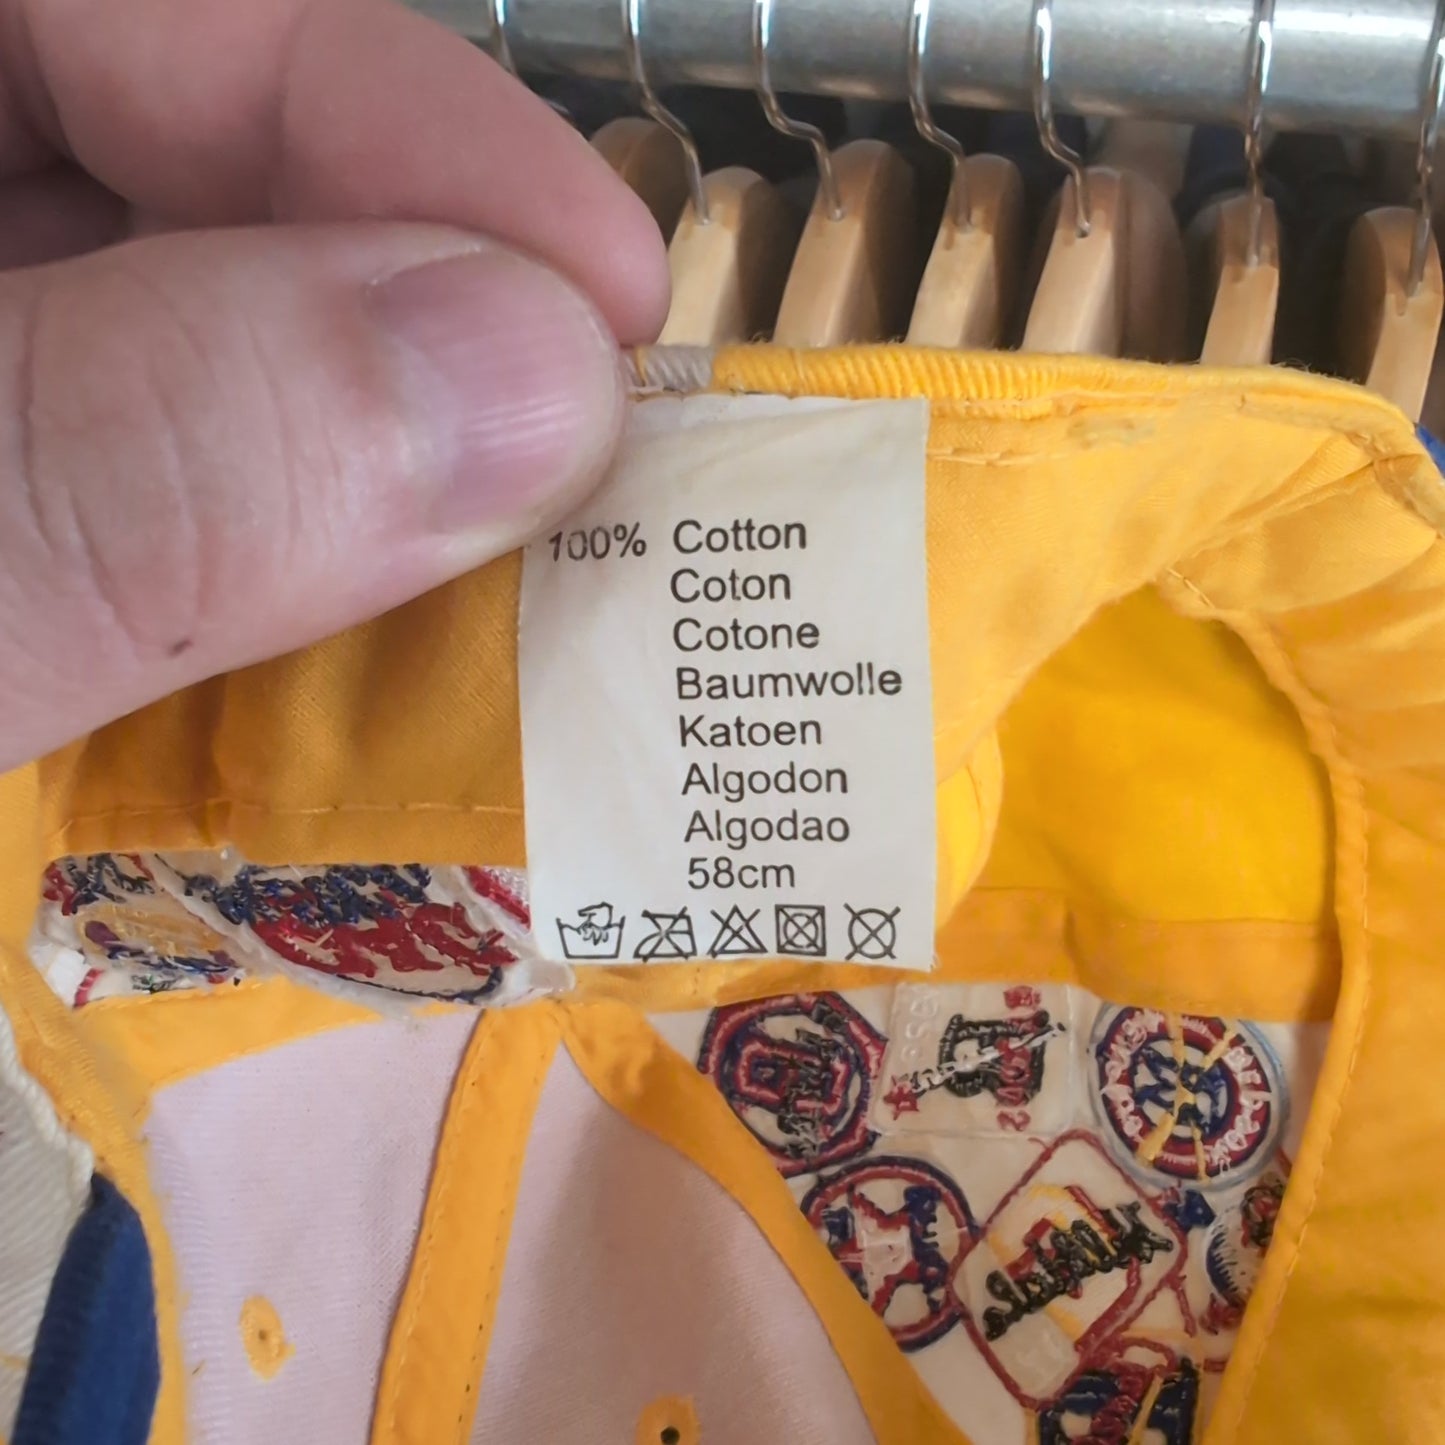 100% Cotton
Coton
Cotone
Baumwolle
Katoen
Algodon
Algodao
58cm